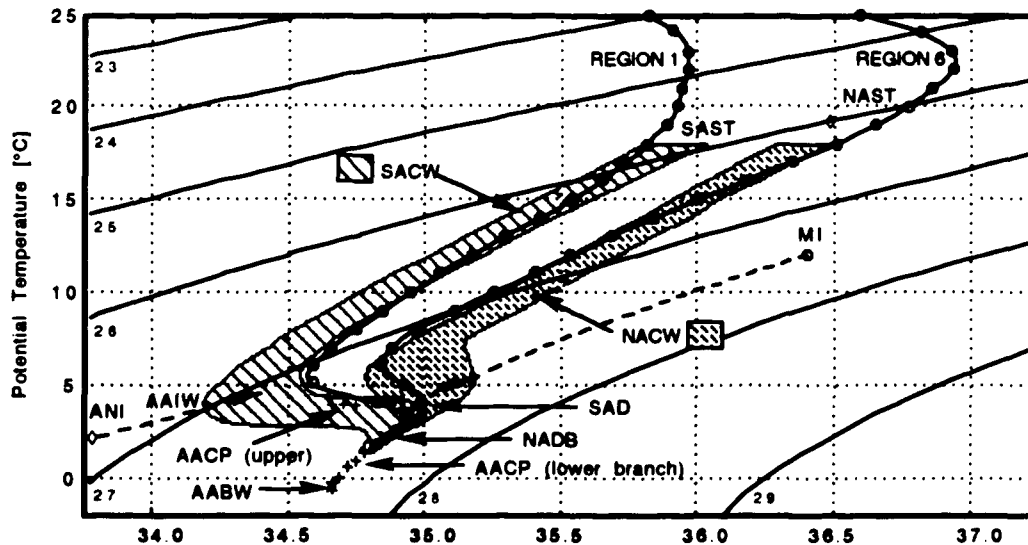 25
20
15
10
5
0
Potential Temperature [°C]
23
24
25
26
27
28
29
REGION 1
REGION 6
NAST
SAST
SACW
MI
NACW
ANI
AAIW
SAD
AACP (upper)
NADB
AACP (lower branch)
AABW
34.0 34.5 35.0 35.5 36.0 36.5 37.0